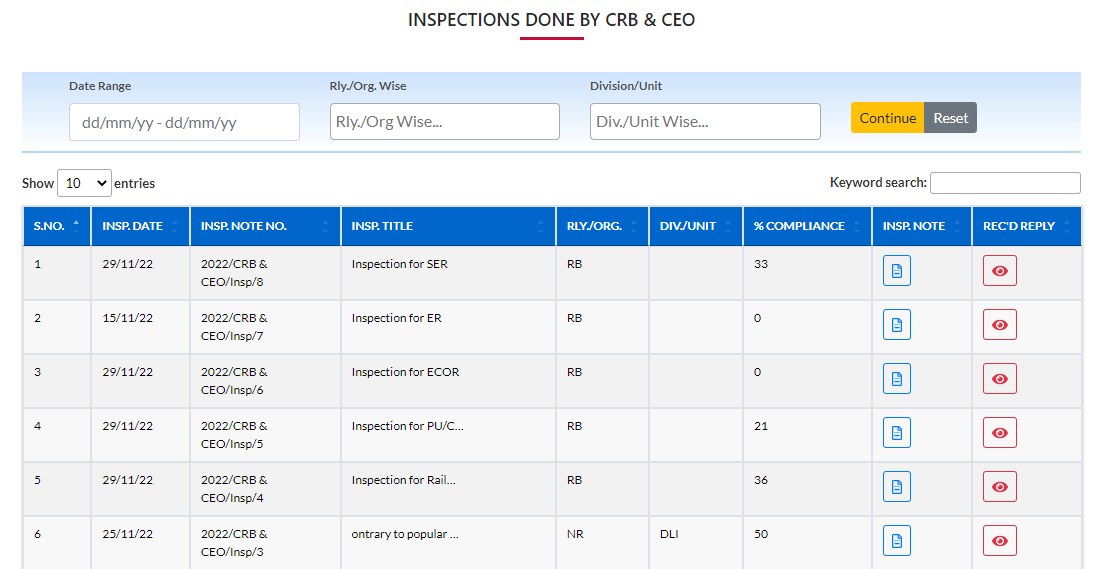 INSPECTIONS DONE BY CRB & CEO
Date Range Rly./Org. Wise Division/Unit
dd/mm/yy - dd/mm/yy Rly./Org Wise... Div./Unit Wise... Continue Reset
Show 10 entries Keyword search:
S.NO. INSP. DATE INSP. NOTE NO. INSP. TITLE RLY./ORG. DIV./UNIT % COMPLIANCE INSP. NOTE REC'D REPLY
1 29/11/22 2022/CRB & Inspection for SER RB 33
CEO/Insp/8
2 15/11/22 2022/CRB & Inspection for ER RB 0
CEO/Insp/7
3 29/11/22 2022/CRB & Inspection for ECOR RB 0
CEO/Insp/6
4 29/11/22 2022/CRB & Inspection for PU/C... RB 21
CEO/Insp/5
5 29/11/22 2022/CRB & Inspection for Rail... RB 36
CEO/Insp/4
6 25/11/22 2022/CRB & ontrary to popular ... NR DLI 50
CEO/Insp/3